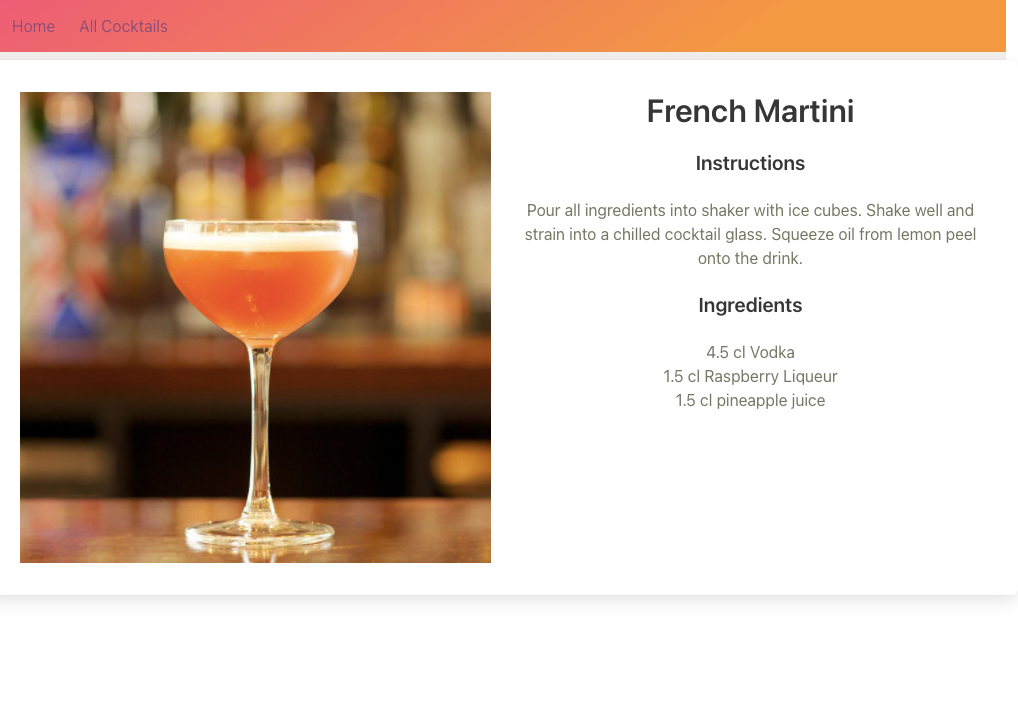 Home All Cocktails
French Martini
Instructions
Pour all ingredients into shaker with ice cubes. Shake well and
strain into a chilled cocktail glass. Squeeze oil from lemon peel
onto the drink.
Ingredients
4.5 cl Vodka
1.5 cl Raspberry Liqueur
1.5 cl pineapple juice